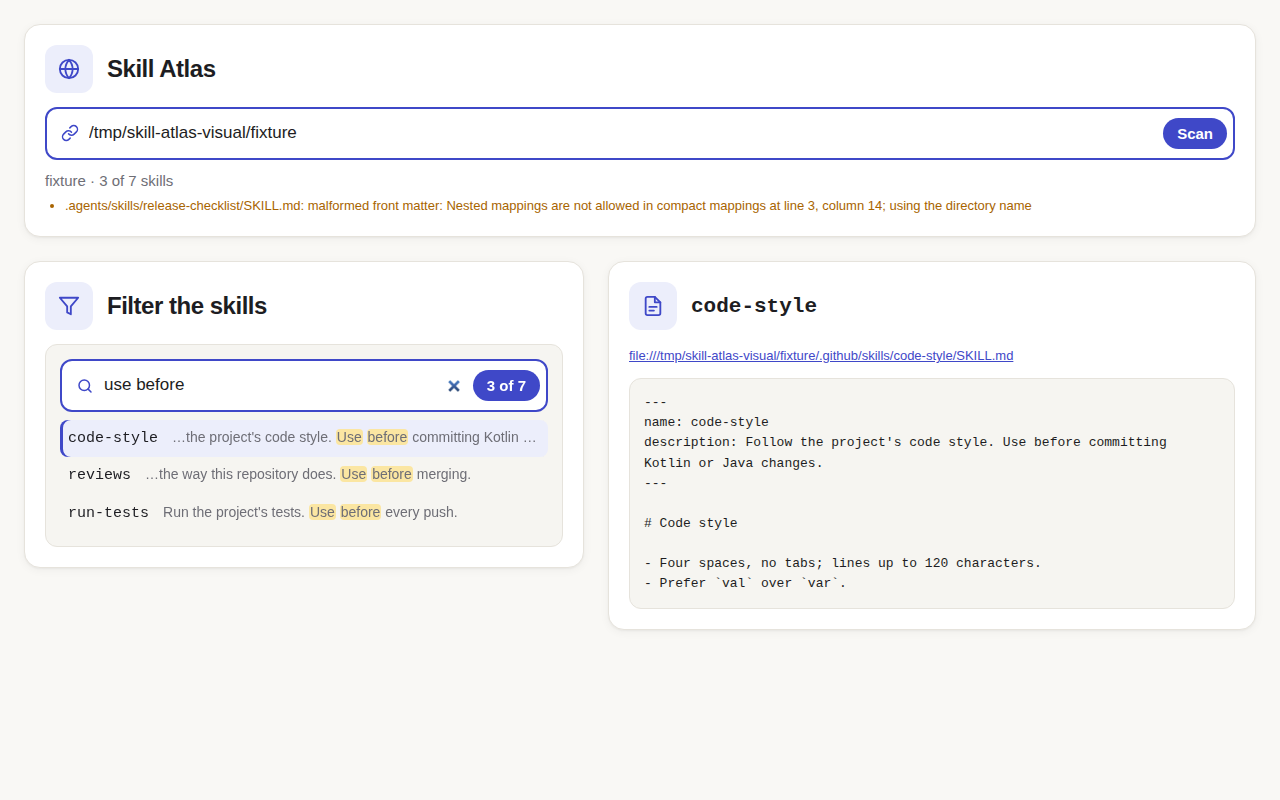 Skill Atlas
/tmp/skill-atlas-visual/fixture
Scan
fixture · 3 of 7 skills
.agents/skills/release-checklist/SKILL.md: malformed front matter: Nested mappings are not allowed in compact mappings at line 3, column 14; using the directory name
Filter the skills
use before
3 of 7
code-style …the project's code style. Use before committing Kotlin …
reviews …the way this repository does. Use before merging.
run-tests Run the project's tests. Use before every push.
code-style
file:///tmp/skill-atlas-visual/fixture/.github/skills/code-style/SKILL.md
---
name: code-style
description: Follow the project's code style. Use before committing
Kotlin or Java changes.
---
# Code style
- Four spaces, no tabs; lines up to 120 characters.
- Prefer `val` over `var`.